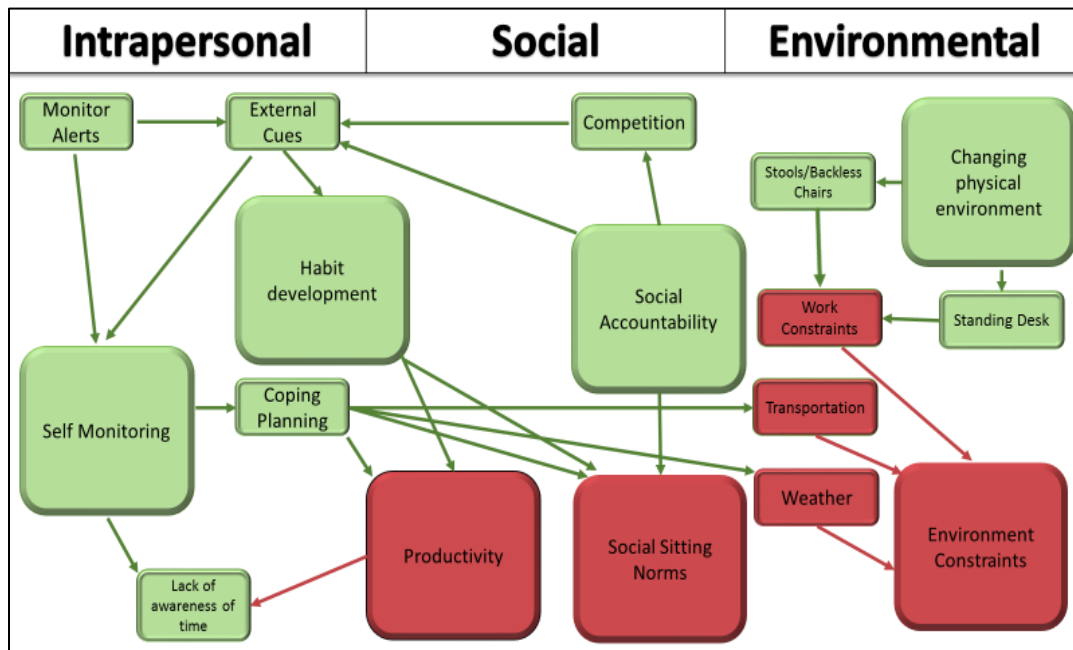 Intrapersonal
Social
Environmental
Monitor
Alerts
External
Cues
Competition
Stools/Backless
Chairs
Changing
physical
environment
Habit
development
Social
Accountability
Work
Constraints
Standing Desk
Self Monitoring
Coping
Planning
Transportation
Weather
Productivity
Social Sitting
Norms
Environment
Constraints
Lack of
awareness of
time